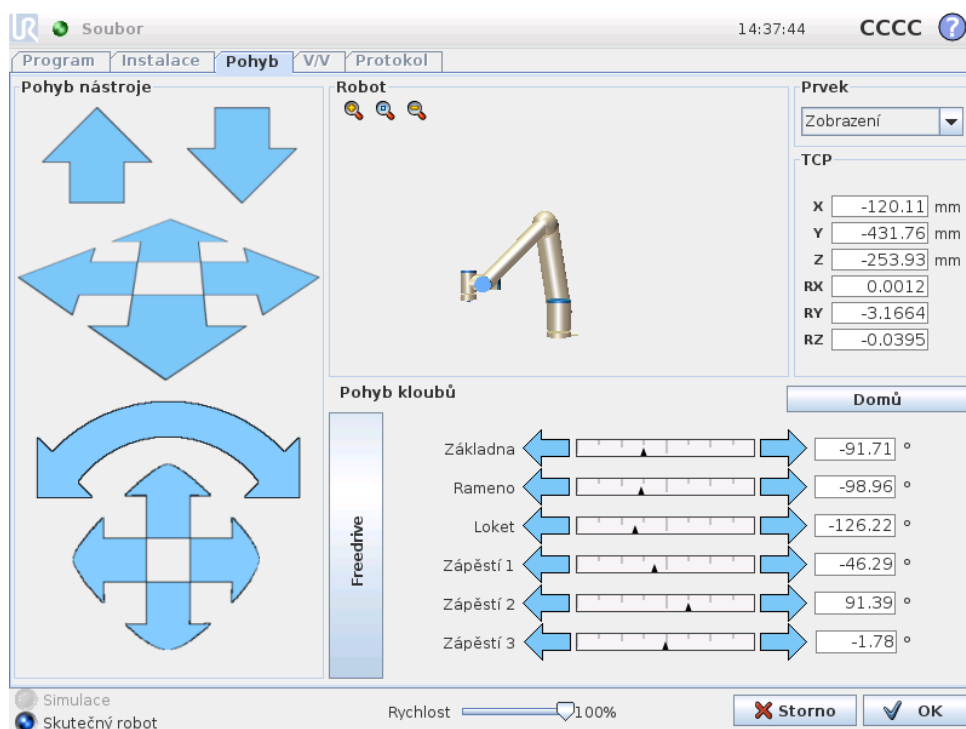 UR Soubor 14:37:44 CCCC ?
Program Instalace Pohyb V/V Protokol
Pohyb nástroje
Robot
Prvek
Zobrazení
TCP
X -120.11 mm
Y -431.76 mm
Z -253.93 mm
RX 0.0012
RY -3.1664
RZ -0.0395
Pohyb kloubů
Domů
Freedrive
Základna -91.71 °
Rameno -98.96 °
Loket -126.22 °
Zápěstí 1 -46.29 °
Zápěstí 2 91.39 °
Zápěstí 3 -1.78 °
Simulace
Skutečný robot
Rychlost 100%
Storno
OK